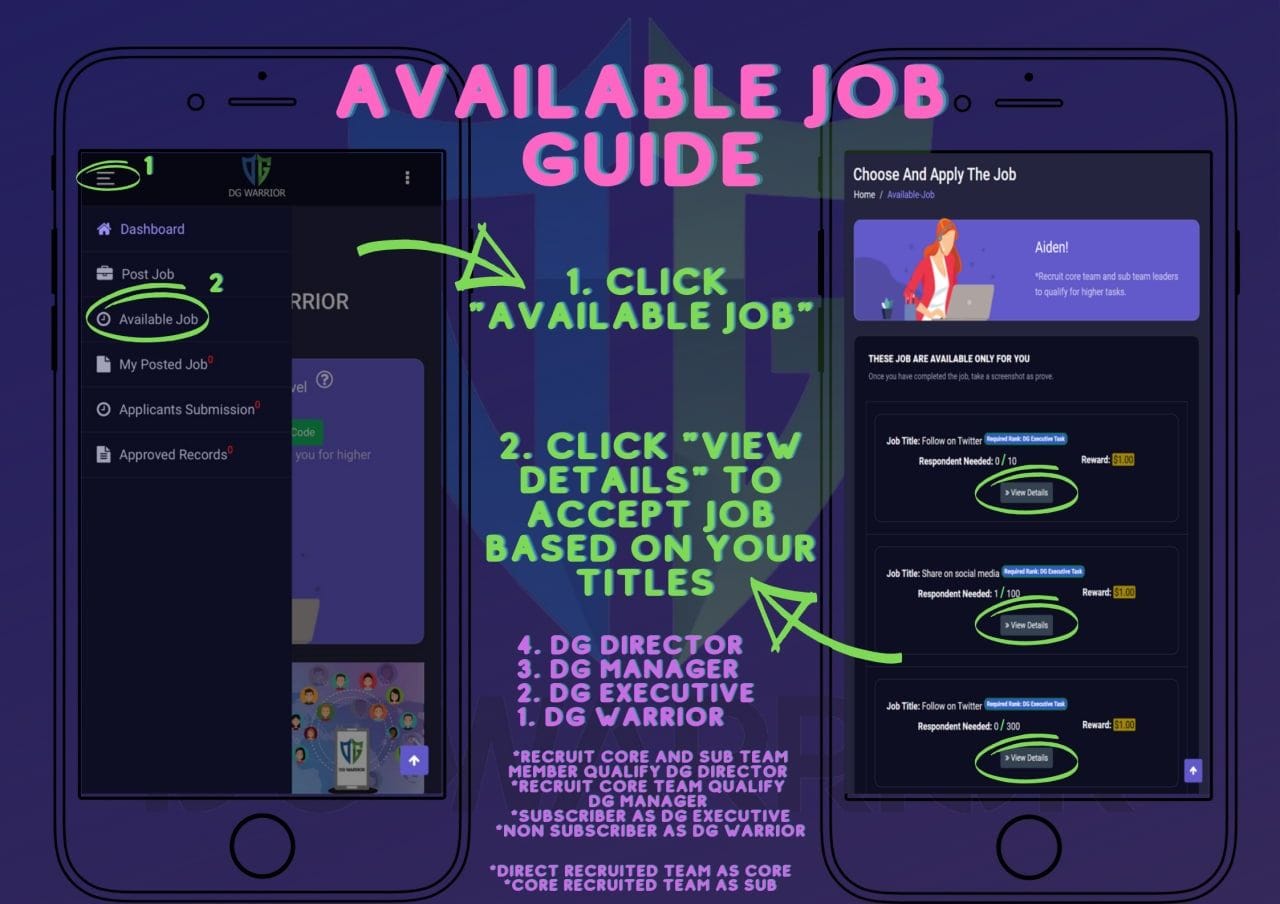 AVAILABLE JOB
GUIDE
1
DG WARRIOR
Dashboard
Post Job
2
Available Job
My Posted Job 0
Applicants Submission 0
Approved Records 0
RRIOR
vel ?
Code
you for higher
DG WARRIOR
1. CLICK
"AVAILABLE JOB"
2. CLICK "VIEW
DETAILS" TO
ACCEPT JOB
BASED ON YOUR
TITLES
4. DG DIRECTOR
3. DG MANAGER
2. DG EXECUTIVE
1. DG WARRIOR
*RECRUIT CORE AND SUB TEAM
MEMBER QUALIFY DG DIRECTOR
*RECRUIT CORE TEAM QUALIFY
DG MANAGER
*SUBSCRIBER AS DG EXECUTIVE
*NON SUBSCRIBER AS DG WARRIOR
*DIRECT RECRUITED TEAM AS CORE
*CORE RECRUITED TEAM AS SUB
Choose And Apply The Job
Home / Available-Job
Aiden!
*Recruit core team and sub team leaders
to qualify for higher tasks.
THESE JOB ARE AVAILABLE ONLY FOR YOU
Once you have completed the job, take a screenshot as prove.
Job Title: Follow on Twitter Required Rank: DG Executive Task
Respondent Needed: 0 / 10 Reward: $1.00
» View Details
Job Title: Share on social media Required Rank: DG Executive Task
Respondent Needed: 1 / 100 Reward: $1.00
» View Details
Job Title: Follow on Twitter Required Rank: DG Executive Task
Respondent Needed: 0 / 300 Reward: $1.00
» View Details
DG WARRIOR